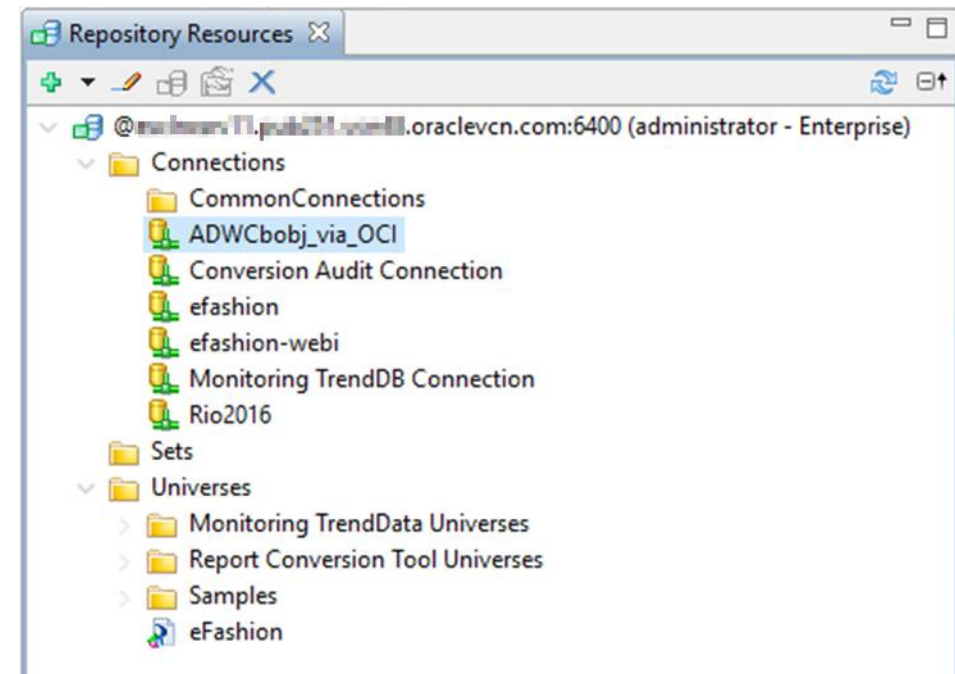 Repository Resources
@.oraclevcn.com:6400 (administrator - Enterprise)
Connections
CommonConnections
ADWCbobj_via_OCI
Conversion Audit Connection
efashion
efashion-webi
Monitoring TrendDB Connection
Rio2016
Sets
Universes
Monitoring TrendData Universes
Report Conversion Tool Universes
Samples
eFashion